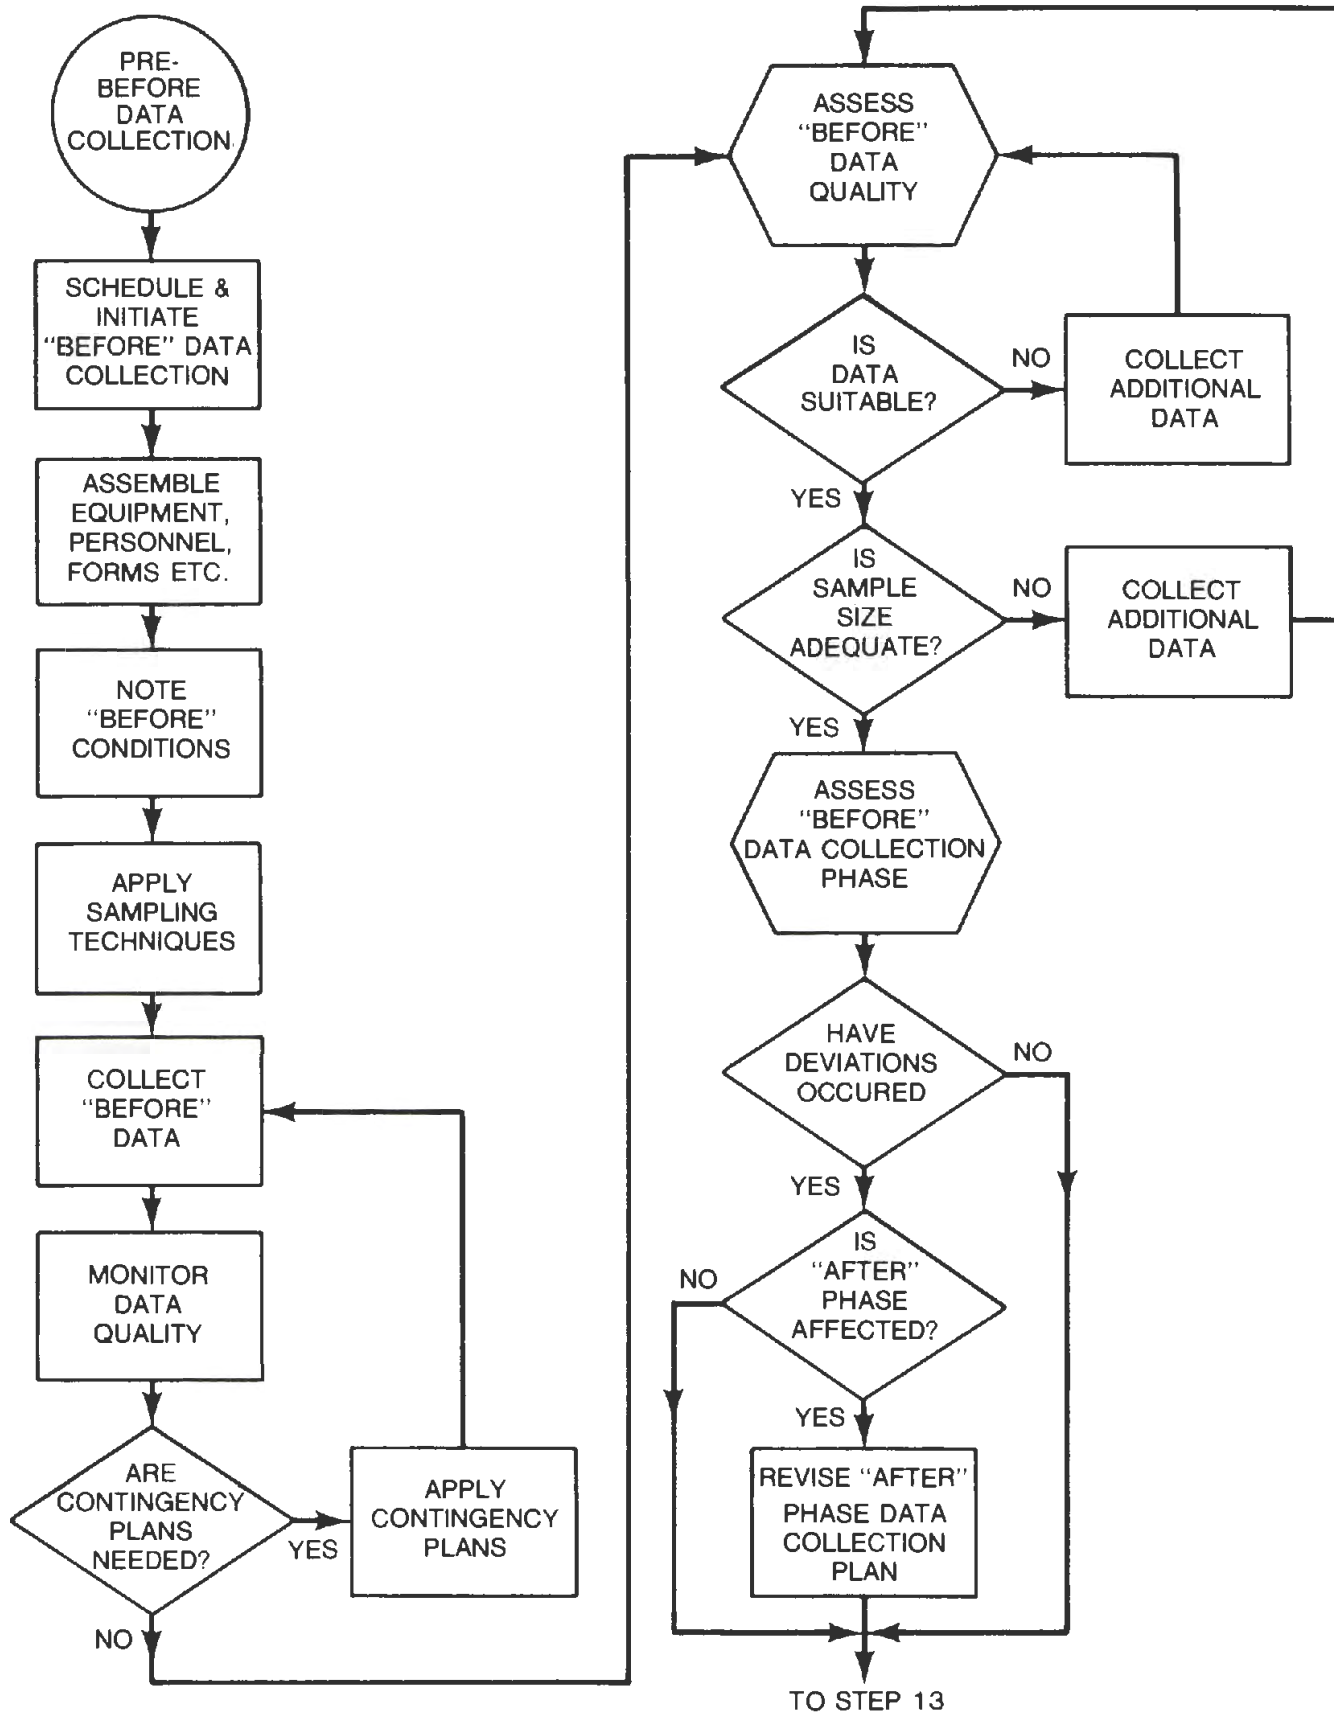 PRE-
BEFORE
DATA
COLLECTION
SCHEDULE &
INITIATE
"BEFORE" DATA
COLLECTION
ASSEMBLE
EQUIPMENT,
PERSONNEL,
FORMS ETC.
NOTE
"BEFORE"
CONDITIONS
APPLY
SAMPLING
TECHNIQUES
COLLECT
"BEFORE"
DATA
MONITOR
DATA
QUALITY
ARE
CONTINGENCY
PLANS
NEEDED?
YES
APPLY
CONTINGENCY
PLANS
NO
ASSESS
"BEFORE"
DATA
QUALITY
IS
DATA
SUITABLE?
NO
COLLECT
ADDITIONAL
DATA
YES
IS
SAMPLE
SIZE
ADEQUATE?
NO
COLLECT
ADDITIONAL
DATA
YES
ASSESS
"BEFORE"
DATA COLLECTION
PHASE
HAVE
DEVIATIONS
OCCURED
NO
YES
IS
"AFTER"
PHASE
AFFECTED?
NO
YES
REVISE "AFTER"
PHASE DATA
COLLECTION
PLAN
TO STEP 13